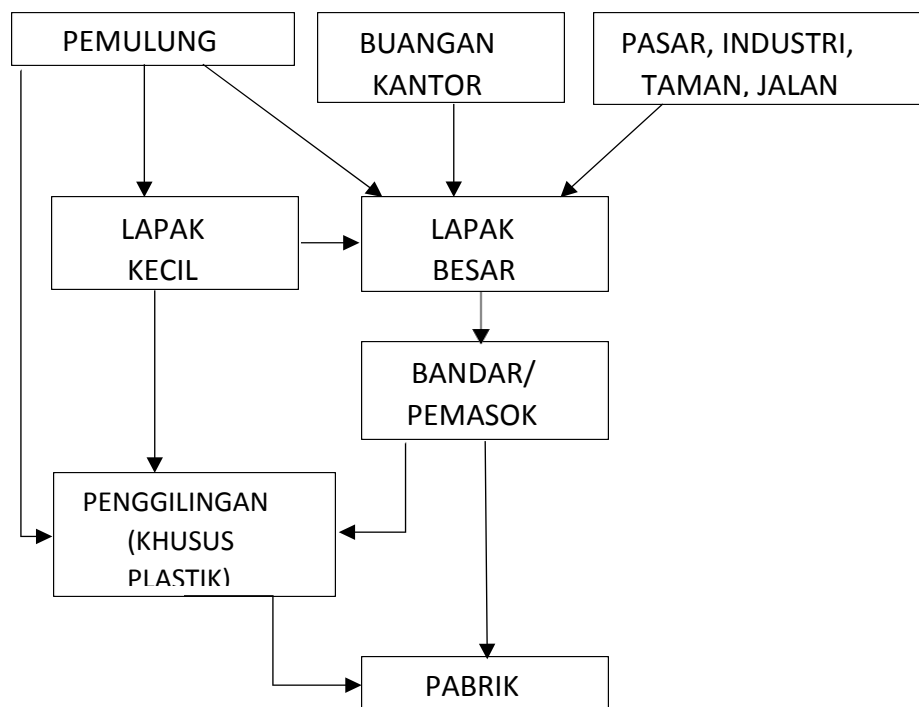 PEMULUNG
BUANGAN
KANTOR
PASAR, INDUSTRI,
TAMAN, JALAN
LAPAK
KECIL
LAPAK
BESAR
BANDAR/
PEMASOK
PENGGILINGAN
(KHUSUS
PLASTIK)
PABRIK